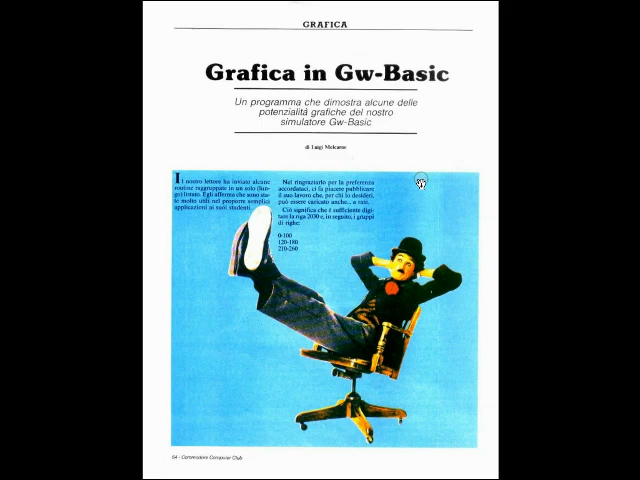 GRAFICA
Grafica in Gw-Basic
Un programma che dimostra alcune delle
potenzialità grafiche del nostro
simulatore Gw-Basic
di Luigi Melcarne
Il nostro lettore ha inviato alcune
routine raggruppate in un solo (lun-
go) listato. Egli afferma che sono sta-
te molto utili nel proporre semplici
applicazioni ai suoi studenti.
Nel ringraziarlo per la preferenza
accordataci, ci fa piacere pubblicare
il suo lavoro che, per chi lo desideri,
può essere caricato anche... a rate.
Ciò significa che è sufficiente digi-
tare la riga 2030 e, in seguito, i gruppi
di righe:
0-100
120-180
210-260
64 - Commodore Computer Club